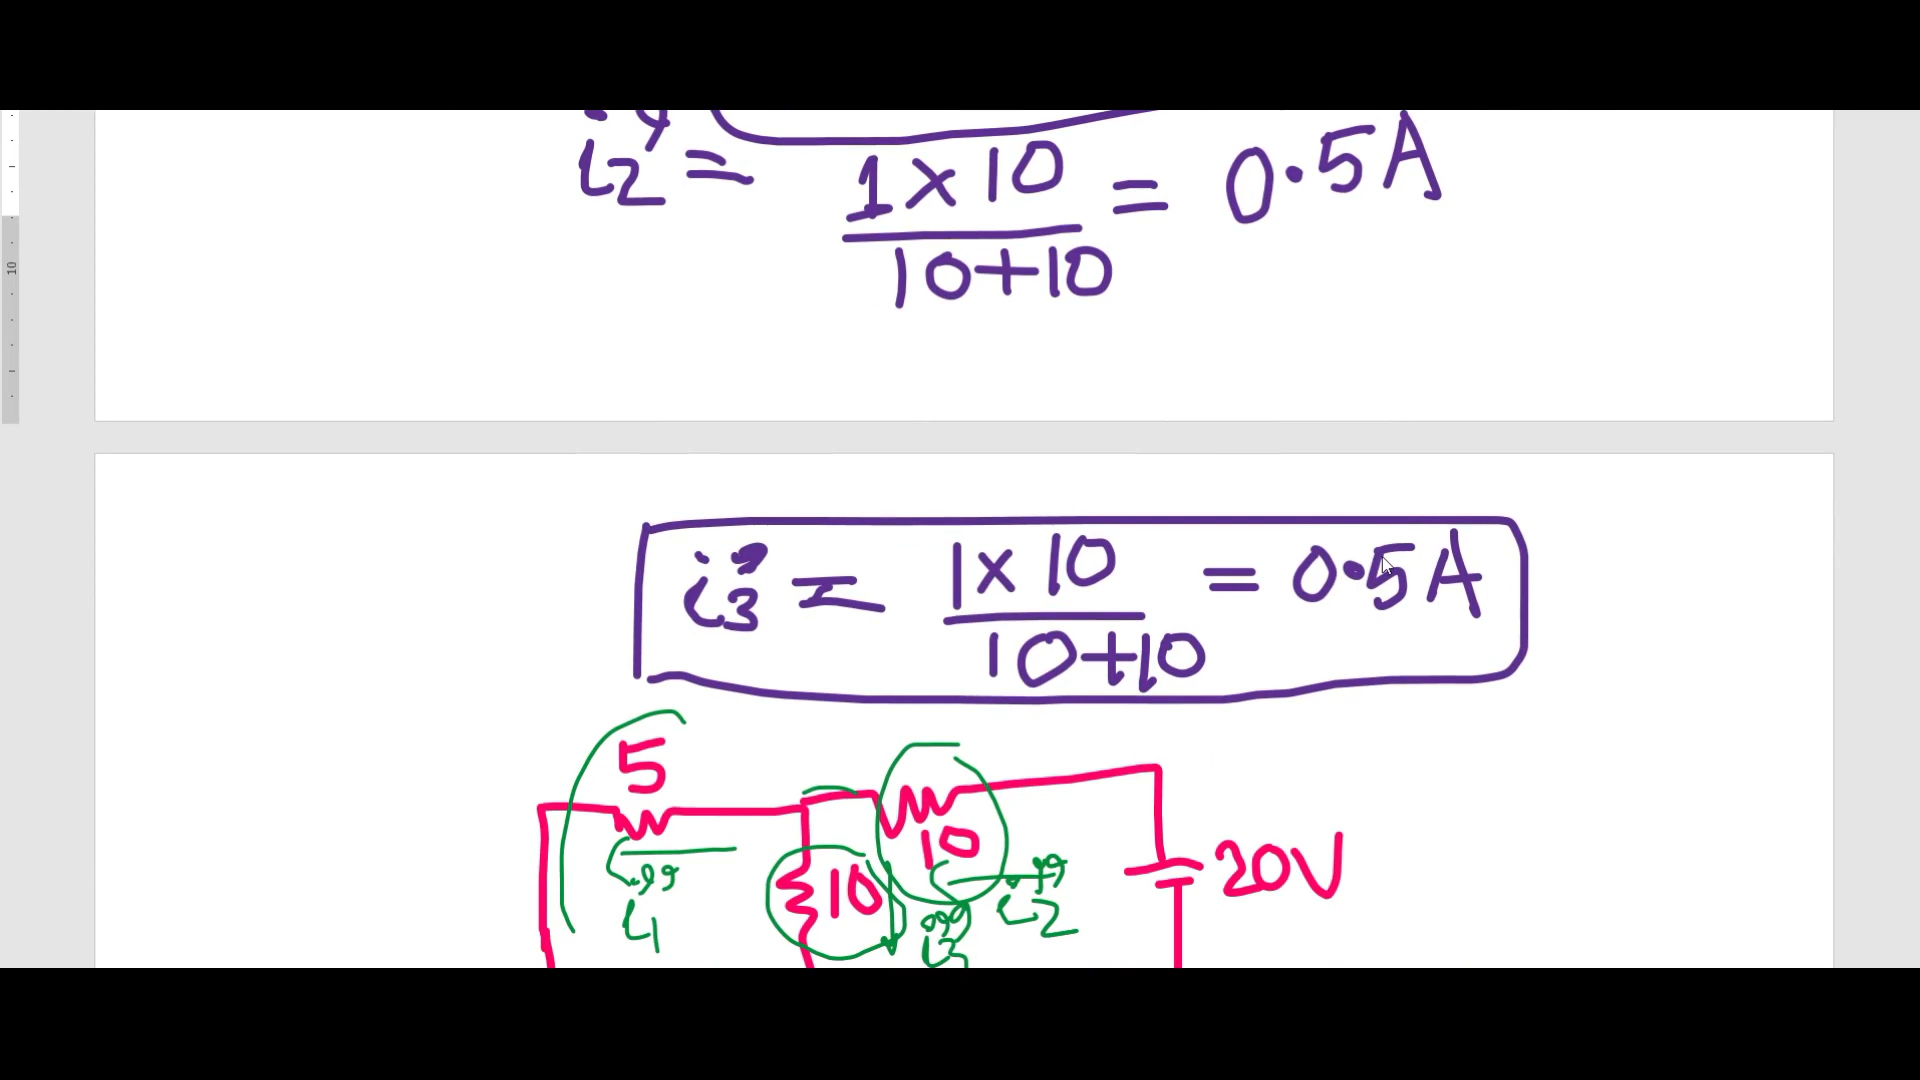 i2' = 1 x 10 / 10+10 = 0.5A
i3' = 1 x 10 / 10+10 = 0.5A
5
10
10
20V
i1"
i2"
i3"
10